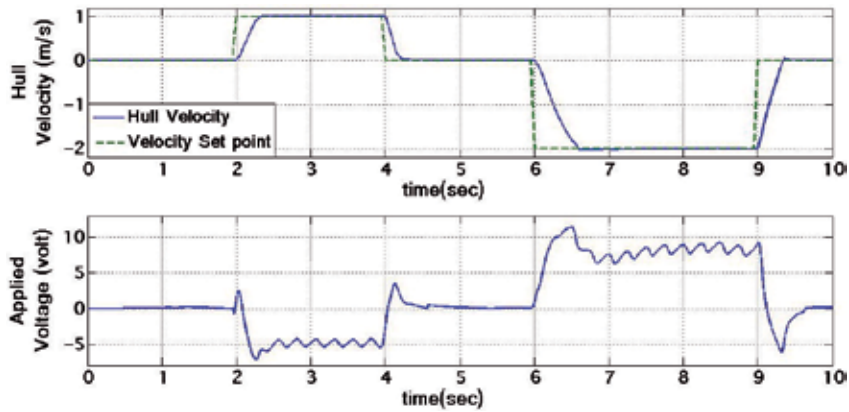 Hull
Velocity (m/s)
1
0
-1
-2
Hull Velocity
Velocity Set point
0 1 2 3 4 5 6 7 8 9 10
time(sec)
Applied
Voltage (volt)
10
5
0
-5
0 1 2 3 4 5 6 7 8 9 10
time(sec)